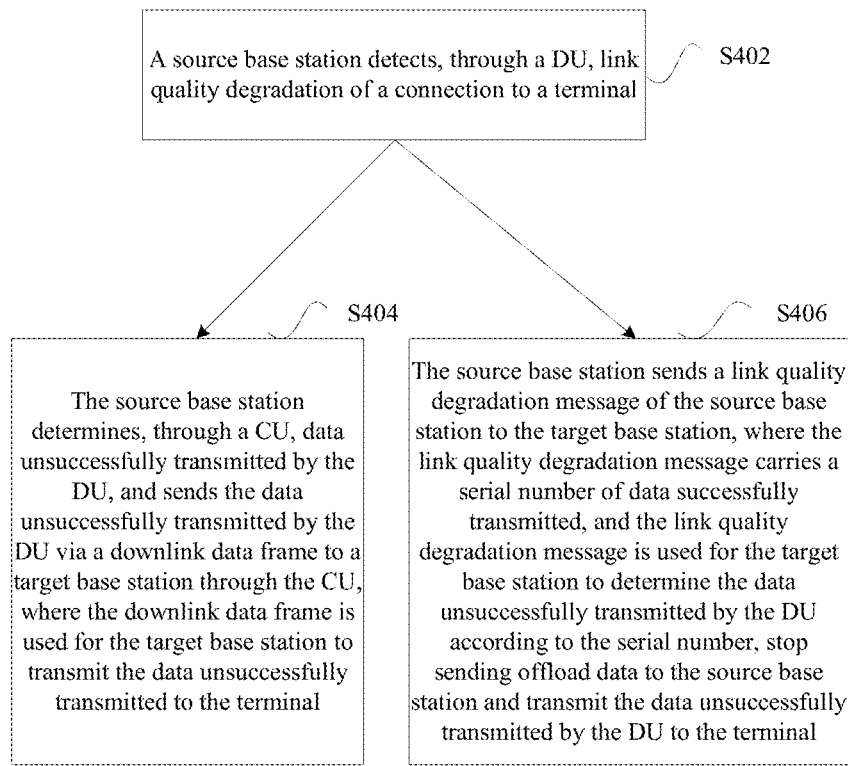 A source base station detects, through a DU, link
quality degradation of a connection to a terminal
S402
S404
The source base station
determines, through a CU, data
unsuccessfully transmitted by the
DU, and sends the data
unsuccessfully transmitted by the
DU via a downlink data frame to a
target base station through the CU,
where the downlink data frame is
used for the target base station to
transmit the data unsuccessfully
transmitted to the terminal
S406
The source base station sends a link quality
degradation message of the source base
station to the target base station, where the
link quality degradation message carries a
serial number of data successfully
transmitted, and the link quality
degradation message is used for the target
base station to determine the data
unsuccessfully transmitted by the DU
according to the serial number, stop
sending offload data to the source base
station and transmit the data unsuccessfully
transmitted by the DU to the terminal